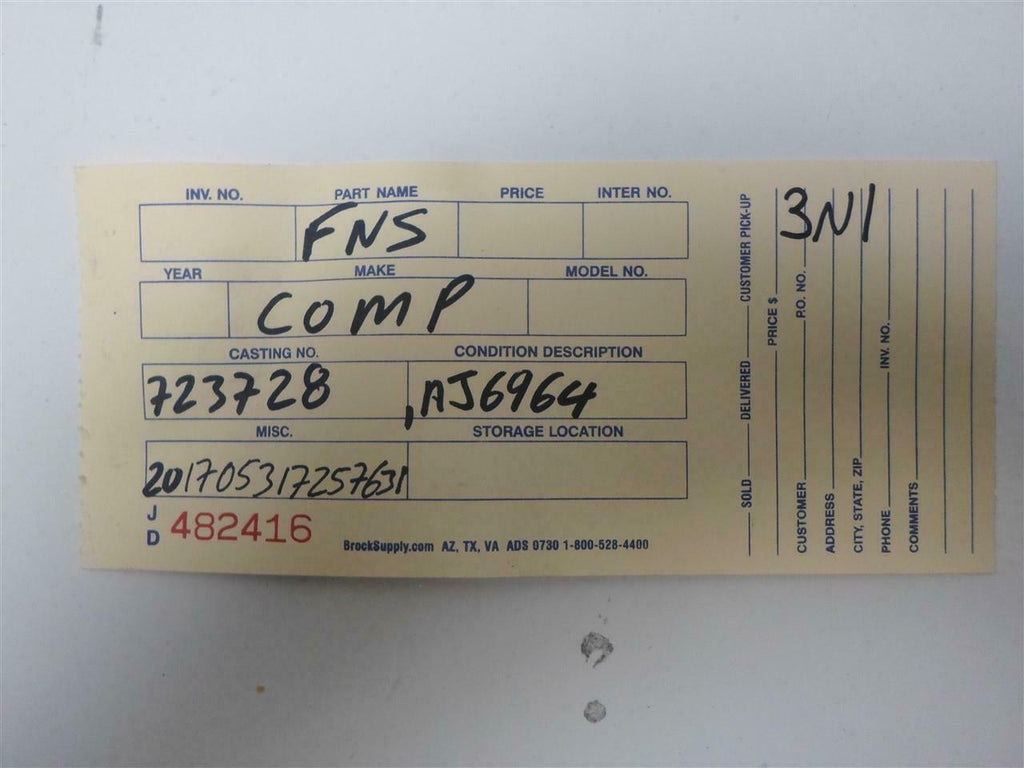 INV. NO. PART NAME PRICE INTER NO.
FNS
YEAR MAKE MODEL NO.
COMP
CASTING NO. CONDITION DESCRIPTION
723728 AJ6964
MISC. STORAGE LOCATION
201705317257631
JD 482416
BrockSupply.com AZ, TX, VA ADS 0730 1-800-528-4400
SOLD DELIVERED CUSTOMER PICK-UP
PRICE $
3N1
CUSTOMER P.O. NO.
ADDRESS
CITY, STATE, ZIP
PHONE INV. NO.
COMMENTS